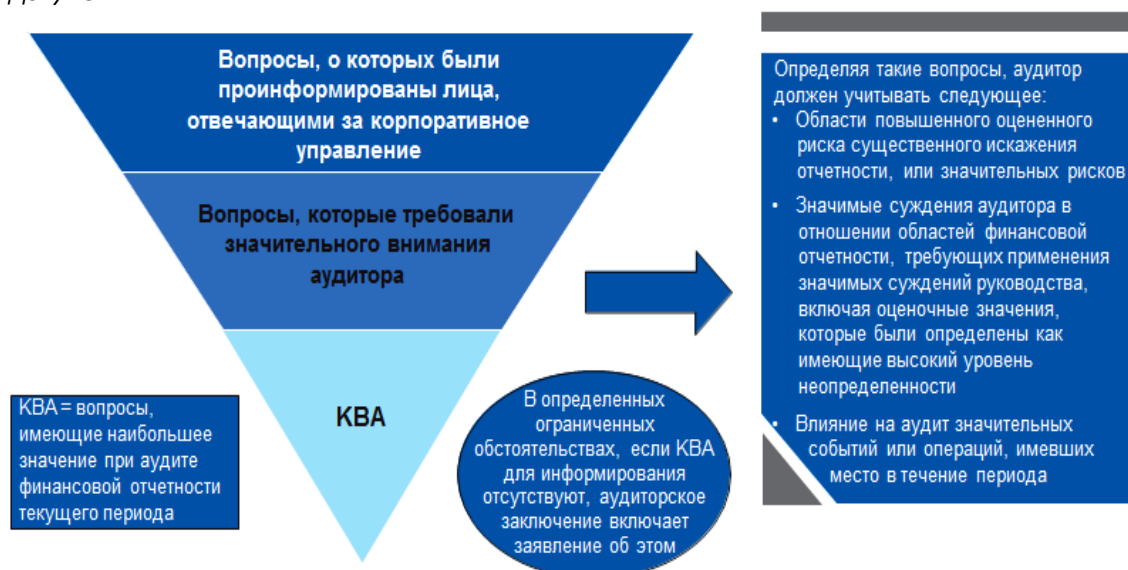 Вопросы, о которых были
проинформированы лица,
отвечающими за корпоративное
управление
Вопросы, которые требовали
значительного внимания
аудитора
КВА
КВА = вопросы,
имеющие наибольшее
значение при аудите
финансовой отчетности
текущего периода
В определенных
ограниченных
обстоятельствах, если КВА
для информирования
отсутствуют, аудиторское
заключение включает
заявление об этом
Определяя такие вопросы, аудитор
должен учитывать следующее:
• Области повышенного оцененного
риска существенного искажения
отчетности, или значительных рисков
• Значимые суждения аудитора в
отношении областей финансовой
отчетности, требующих применения
значимых суждений руководства,
включая оценочные значения,
которые были определены как
имеющие высокий уровень
неопределенности
• Влияние на аудит значительных
событий или операций, имевших
место в течение периода